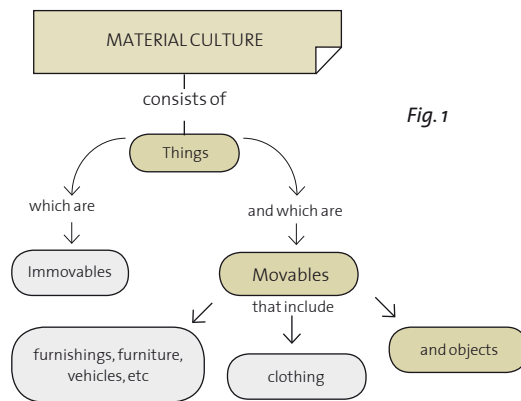 MATERIAL CULTURE
consists of
Fig. 1
Things
which are
and which are
Immovables
Movables
that include
furnishings, furniture,
vehicles, etc
clothing
and objects